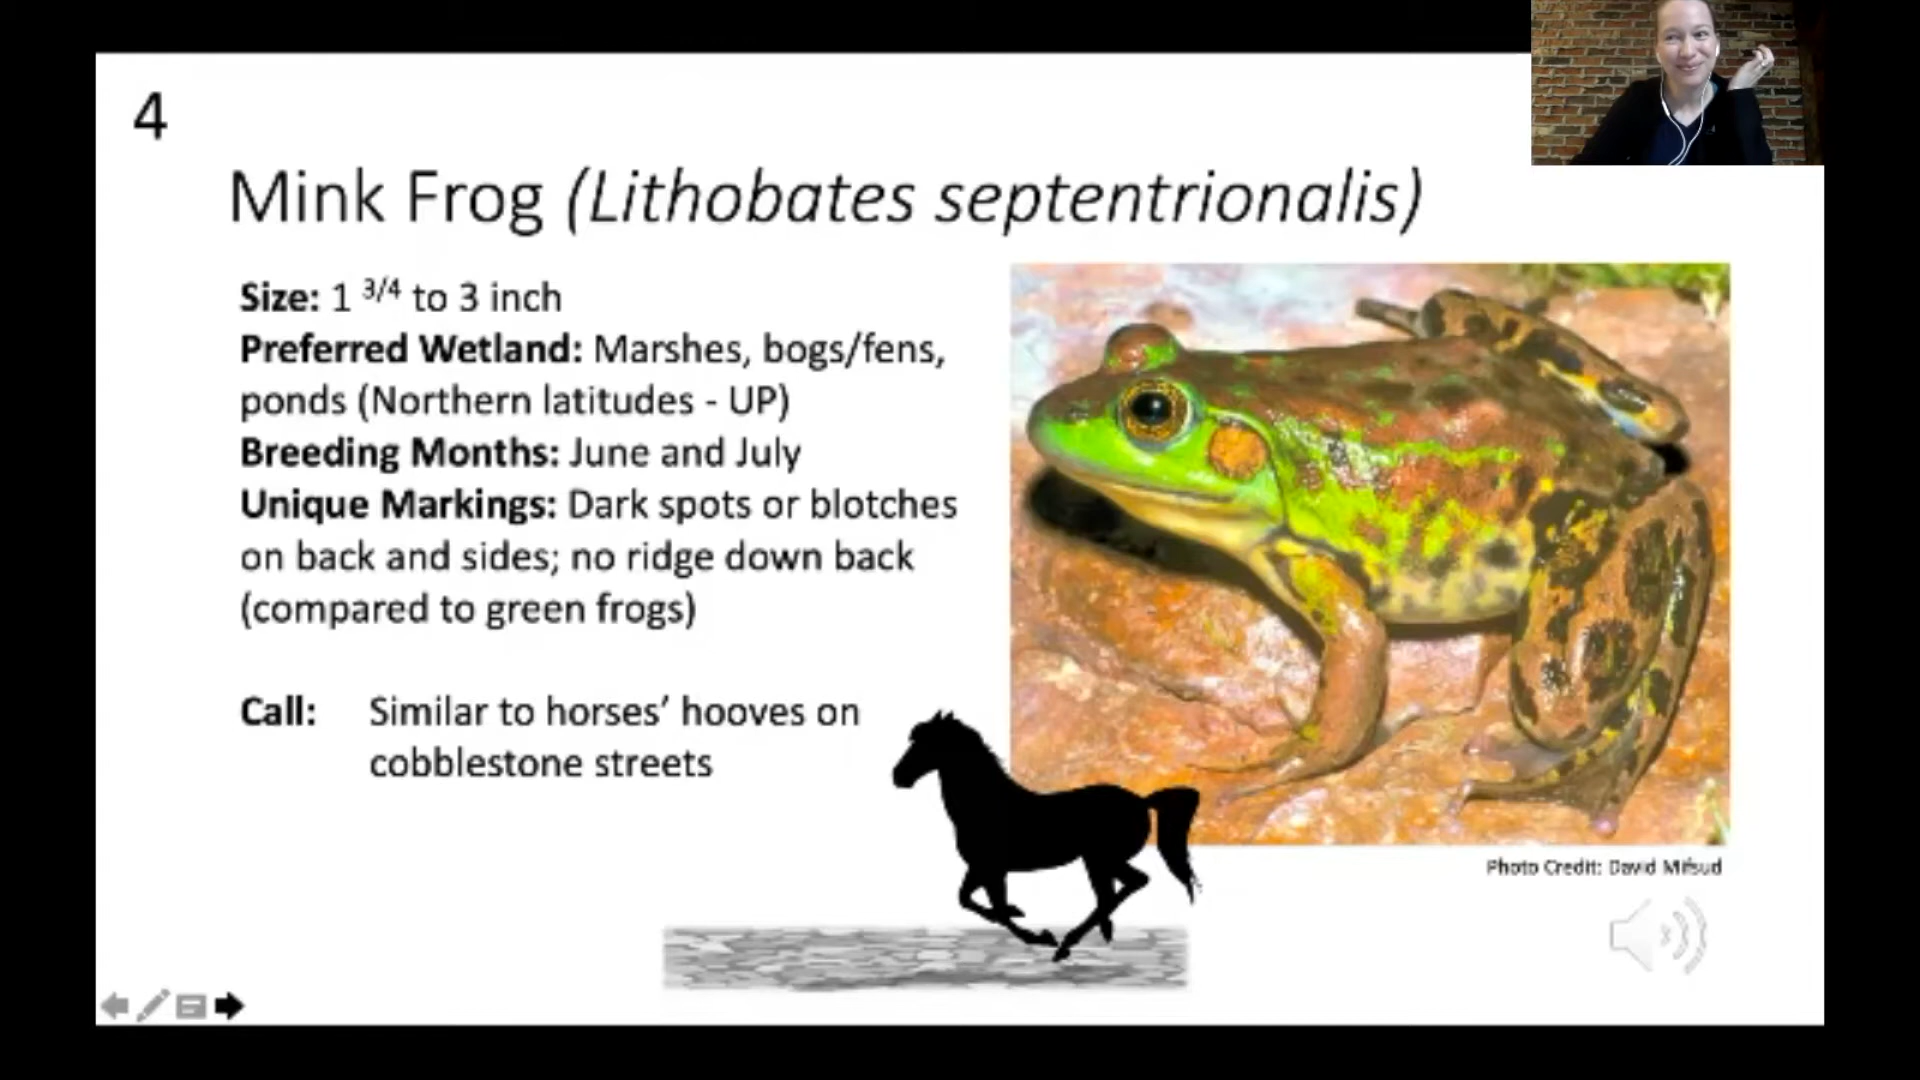 4
Mink Frog (Lithobates septentrionalis)
Size: 1 3/4 to 3 inch
Preferred Wetland: Marshes, bogs/fens,
ponds (Northern latitudes - UP)
Breeding Months: June and July
Unique Markings: Dark spots or blotches
on back and sides; no ridge down back
(compared to green frogs)
Call: Similar to horses’ hooves on
cobblestone streets
Photo Credit: David Mifsud